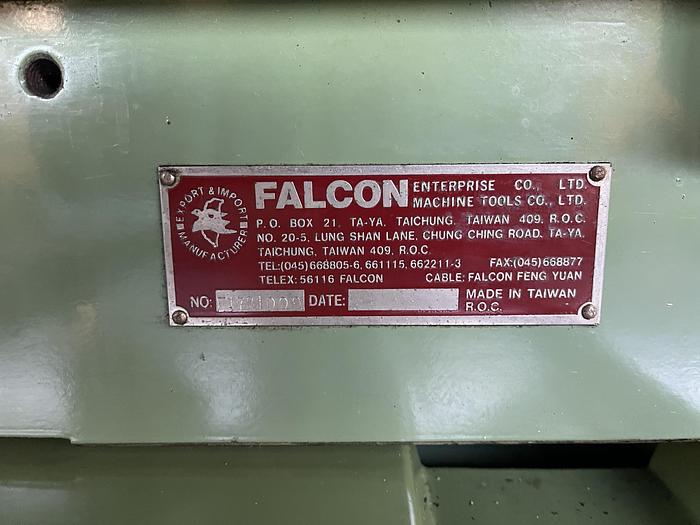 EXPORT & IMPORT
MANUFACTURER
FALCON
ENTERPRISE CO., LTD.
MACHINE TOOLS CO., LTD.
P.O. BOX 21, TA-YA, TAICHUNG, TAIWAN 409, R.O.C.
NO. 20-5, LUNG SHAN LANE, CHUNG CHING ROAD, TA-YA,
TAICHUNG, TAIWAN 409, R.O.C.
TEL:(045)668805-6, 661115, 662211-3 FAX:(045)668877
TELEX: 56116 FALCON CABLE: FALCON FENG YUAN
NO: DATE: MADE IN TAIWAN
R.O.C.